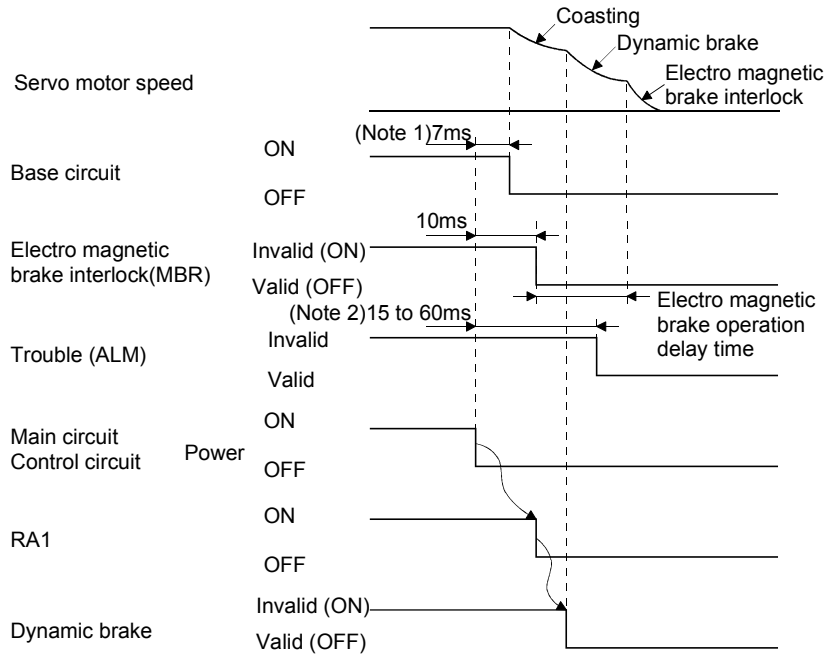 Coasting
Dynamic brake
Electro magnetic
brake interlock
Servo motor speed
(Note 1)7ms
ON
Base circuit
OFF
10ms
Electro magnetic
brake interlock(MBR)
Invalid (ON)
Valid (OFF)
Electro magnetic
brake operation
delay time
(Note 2)15 to 60ms
Invalid
Trouble (ALM)
Valid
ON
Main circuit
Control circuit
Power
OFF
ON
RA1
OFF
Invalid (ON)
Dynamic brake
Valid (OFF)